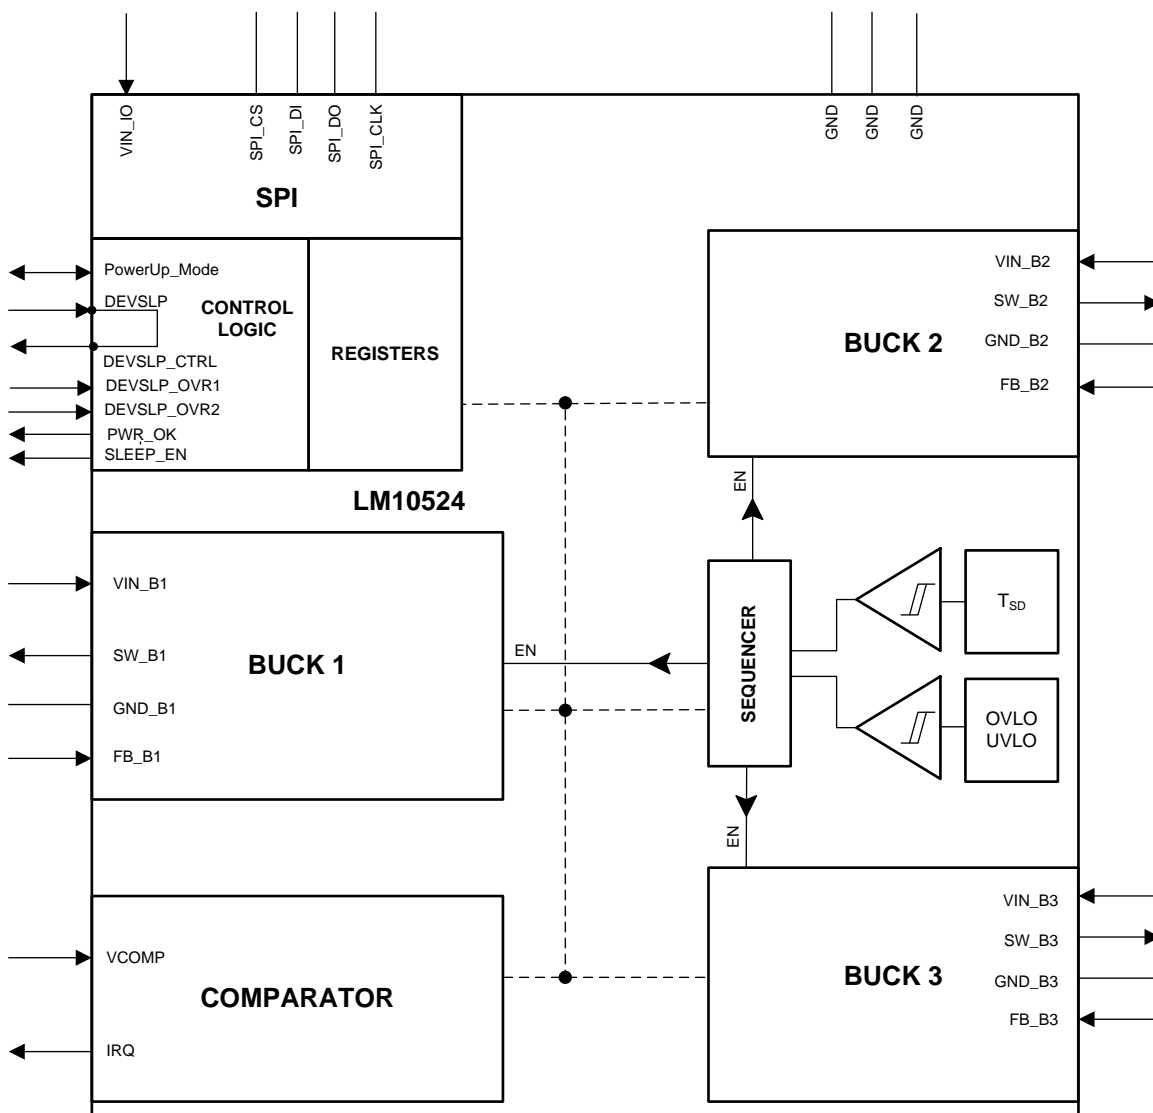 VIN_IO
SPI_CS
SPI_DI
SPI_DO
SPI_CLK
GND
GND
GND
SPI
PowerUp_Mode
DEVSLP
CONTROL
LOGIC
DEVSLP_CTRL
DEVSLP_OVR1
DEVSLP_OVR2
PWR_OK
SLEEP_EN
REGISTERS
VIN_B2
SW_B2
GND_B2
FB_B2
BUCK 2
LM10524
EN
VIN_B1
SW_B1
GND_B1
FB_B1
BUCK 1
EN
SEQUENCER
TSD
OVLO
UVLO
EN
VCOMP
COMPARATOR
IRQ
BUCK 3
VIN_B3
SW_B3
GND_B3
FB_B3